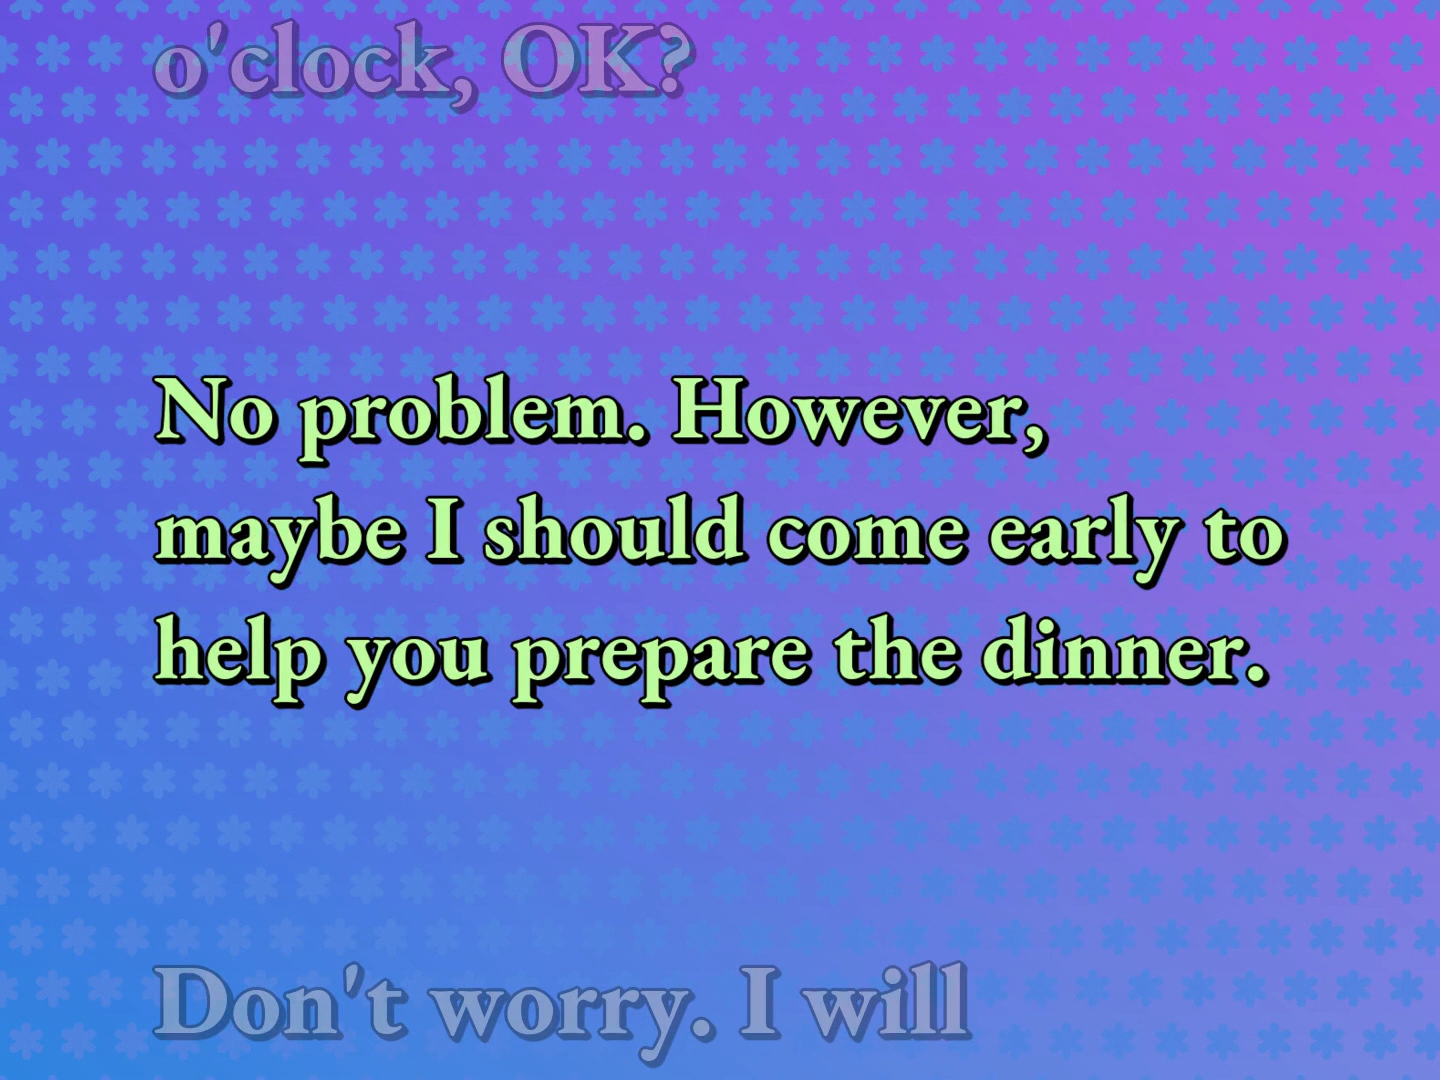 o'clock, OK?
No problem. However,
maybe I should come early to
help you prepare the dinner.
Don't worry. I will